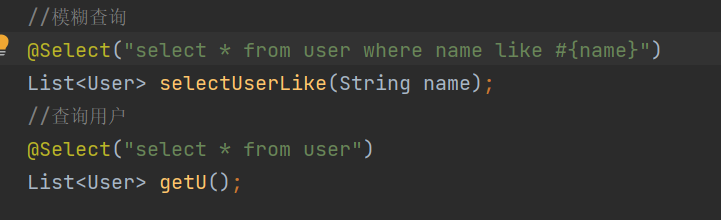 //模糊查询
@Select("select * from user where name like #{name}")
List<User> selectUserLike(String name);
//查询用户
@Select("select * from user")
List<User> getU();